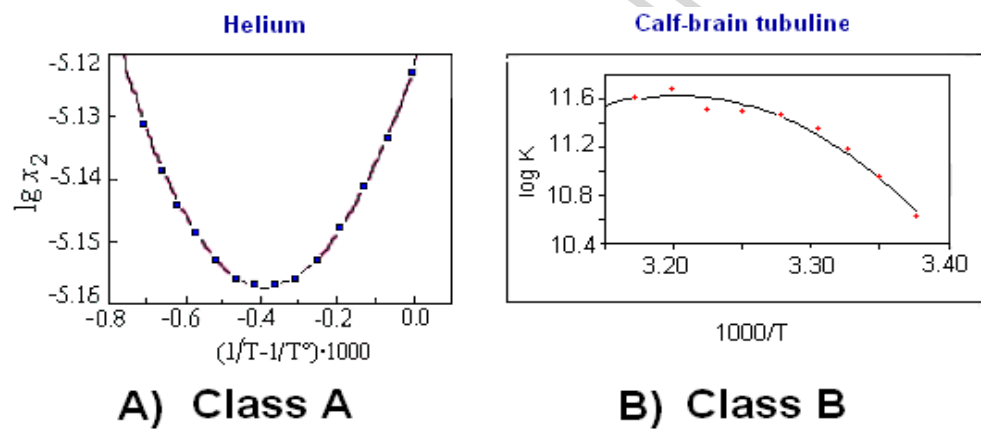 Helium
-5.12
-5.13
-5.14
-5.15
-5.16
lg x2
-0.8 -0.6 -0.4 -0.2 0.0
(1/T-1/T°)·1000
A) Class A
Calf-brain tubuline
11.6
11.2
10.8
10.4
log K
3.20 3.30 3.40
1000/T
B) Class B